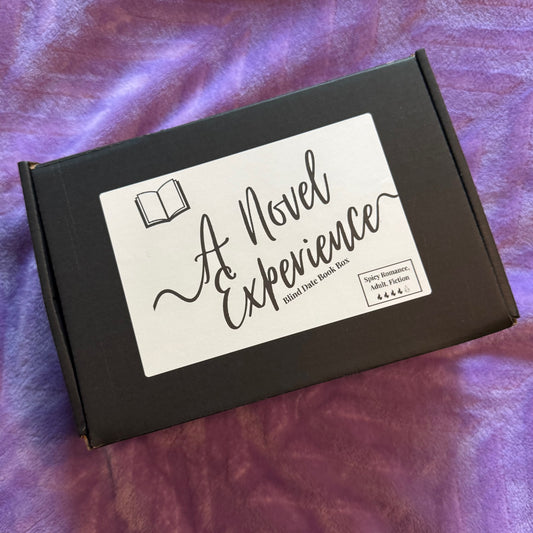 A Novel
Experience
Blind Date Book Box
Spicy Romance,
Adult, Fiction